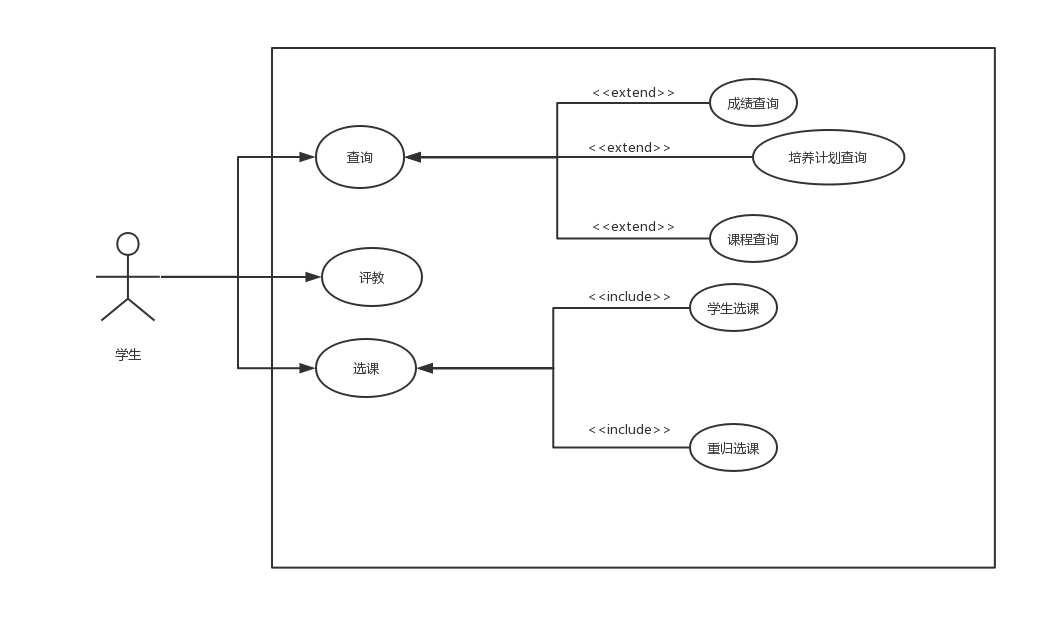 <<extend>>
成绩查询
<<extend>>
查询
培养计划查询
<<extend>>
课程查询
评教
<<include>>
学生选课
学生
选课
<<include>>
重归选课